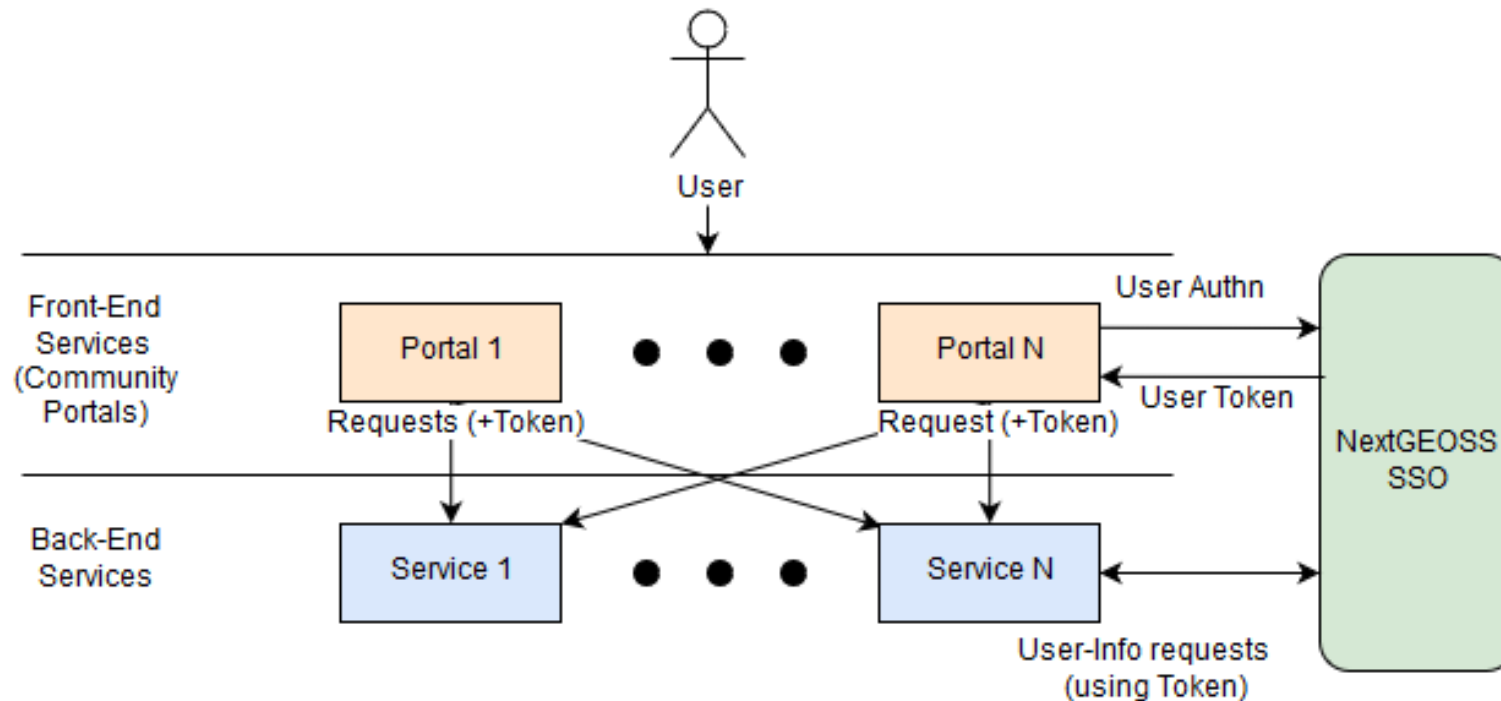 User
Front-End
Services
(Community
Portals)
Portal 1
Portal N
User Authn
User Token
Requests (+Token)
Request (+Token)
NextGEOSS
SSO
Back-End
Services
Service 1
Service N
User-Info requests
(using Token)